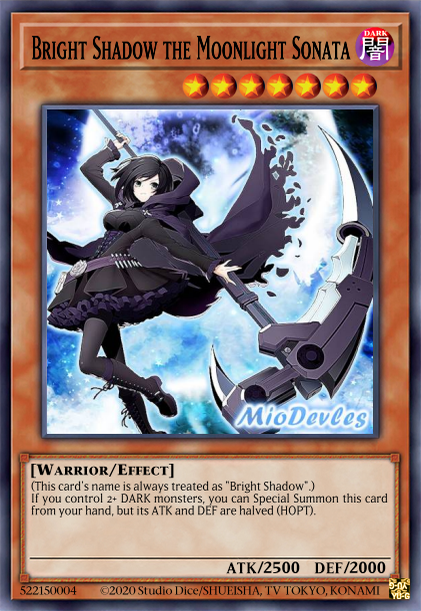 Bright Shadow the Moonlight Sonata
DARK
闇
MioDevles
[Warrior/Effect]
(This card's name is always treated as "Bright Shadow".)
If you control 2+ DARK monsters, you can Special Summon this card
from your hand, but its ATK and DEF are halved (HOPT).
ATK/2500 DEF/2000
522150004 ©2020 Studio Dice/SHUEISHA, TV TOKYO, KONAMI